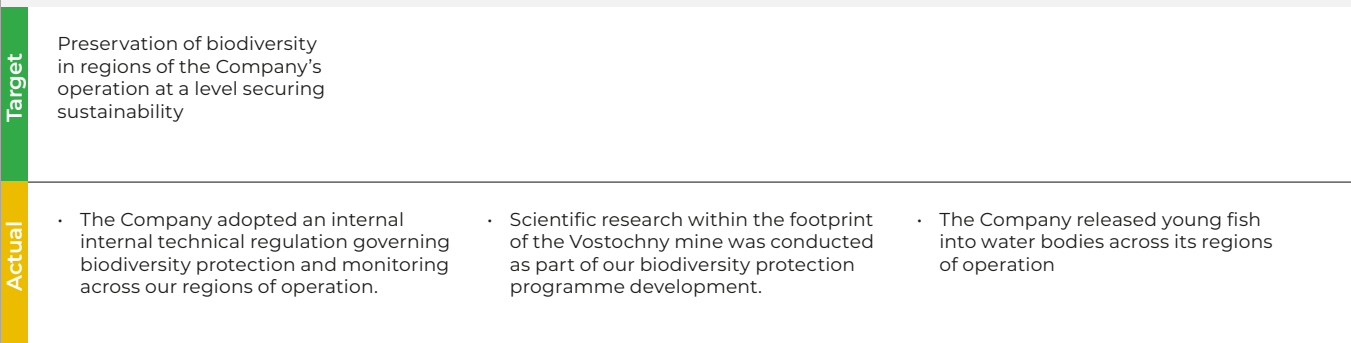 Target
Preservation of biodiversity
in regions of the Company's
operation at a level securing
sustainability
Actual
• The Company adopted an internal
internal technical regulation governing
biodiversity protection and monitoring
across our regions of operation.
• Scientific research within the footprint
of the Vostochny mine was conducted
as part of our biodiversity protection
programme development.
• The Company released young fish
into water bodies across its regions
of operation